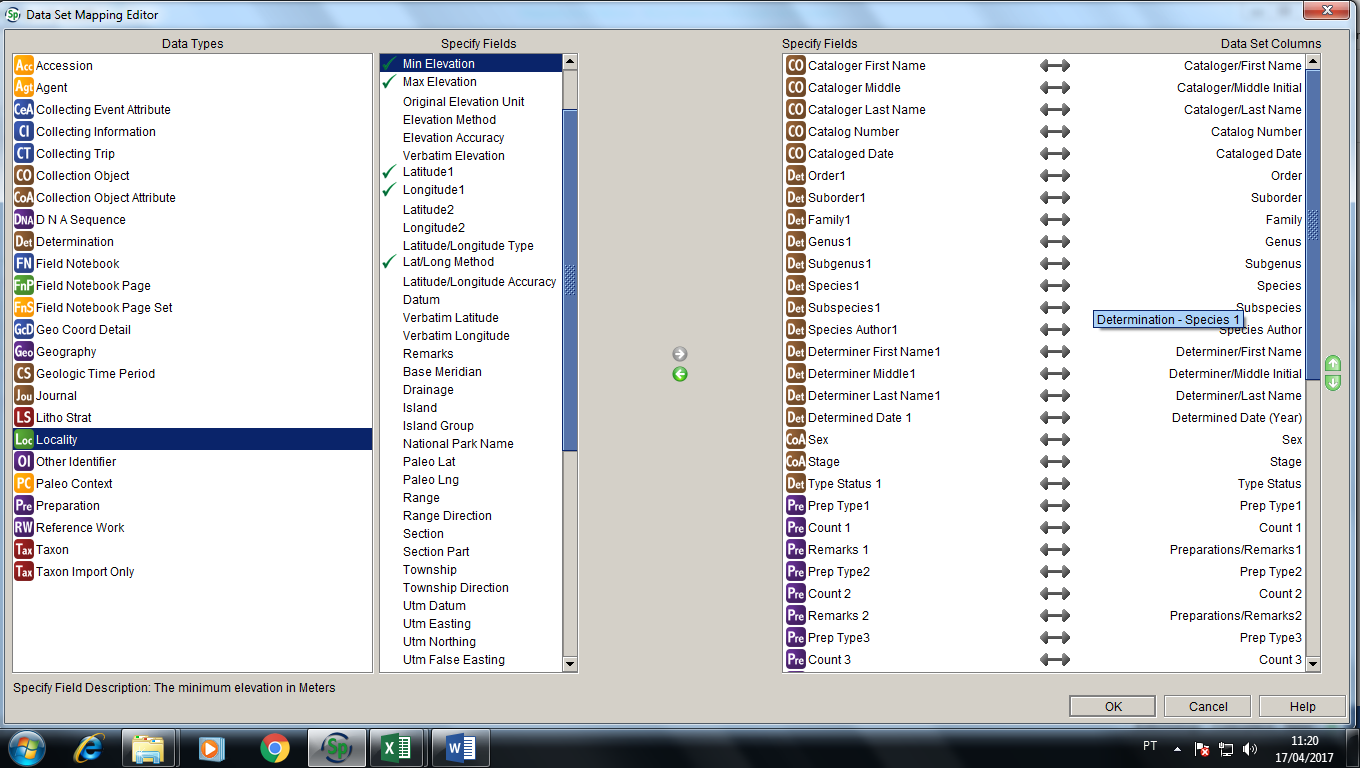 Sp Data Set Mapping Editor
Data Types
Acc Accession
Agt Agent
CeA Collecting Event Attribute
CI Collecting Information
CT Collecting Trip
CO Collection Object
CoA Collection Object Attribute
DNA D N A Sequence
Det Determination
FN Field Notebook
FnP Field Notebook Page
FnS Field Notebook Page Set
GcD Geo Coord Detail
Geo Geography
CS Geologic Time Period
Jou Journal
LS Litho Strat
Loc Locality
OI Other Identifier
PC Paleo Context
Pre Preparation
RW Reference Work
Tax Taxon
Tax Taxon Import Only
Specify Fields
Min Elevation
Max Elevation
Original Elevation Unit
Elevation Method
Elevation Accuracy
Verbatim Elevation
Latitude1
Longitude1
Latitude2
Longitude2
Latitude/Longitude Type
Lat/Long Method
Latitude/Longitude Accuracy
Datum
Verbatim Latitude
Verbatim Longitude
Remarks
Base Meridian
Drainage
Island
Island Group
National Park Name
Paleo Lat
Paleo Lng
Range
Range Direction
Section
Section Part
Township
Township Direction
Utm Datum
Utm Easting
Utm Northing
Utm False Easting
Specify Fields Data Set Columns
CO Cataloger First Name Cataloger/First Name
CO Cataloger Middle Cataloger/Middle Initial
CO Cataloger Last Name Cataloger/Last Name
CO Catalog Number Catalog Number
CO Cataloged Date Cataloged Date
Det Order1 Order
Det Suborder1 Suborder
Det Family1 Family
Det Genus1 Genus
Det Subgenus1 Subgenus
Det Species1 Species
Det Subspecies1 Subspecies
Determination - Species 1
Det Species Author1 Species Author
Det Determiner First Name1 Determiner/First Name
Det Determiner Middle1 Determiner/Middle Initial
Det Determiner Last Name1 Determiner/Last Name
Det Determined Date 1 Determined Date (Year)
CoA Sex Sex
CoA Stage Stage
Det Type Status 1 Type Status
Pre Prep Type1 Prep Type1
Pre Count 1 Count 1
Pre Remarks 1 Preparations/Remarks1
Pre Prep Type2 Prep Type2
Pre Count 2 Count 2
Pre Remarks 2 Preparations/Remarks2
Pre Prep Type3 Prep Type3
Pre Count 3 Count 3
Specify Field Description: The minimum elevation in Meters
OK Cancel Help
Sp
PT
11:20
17/04/2017